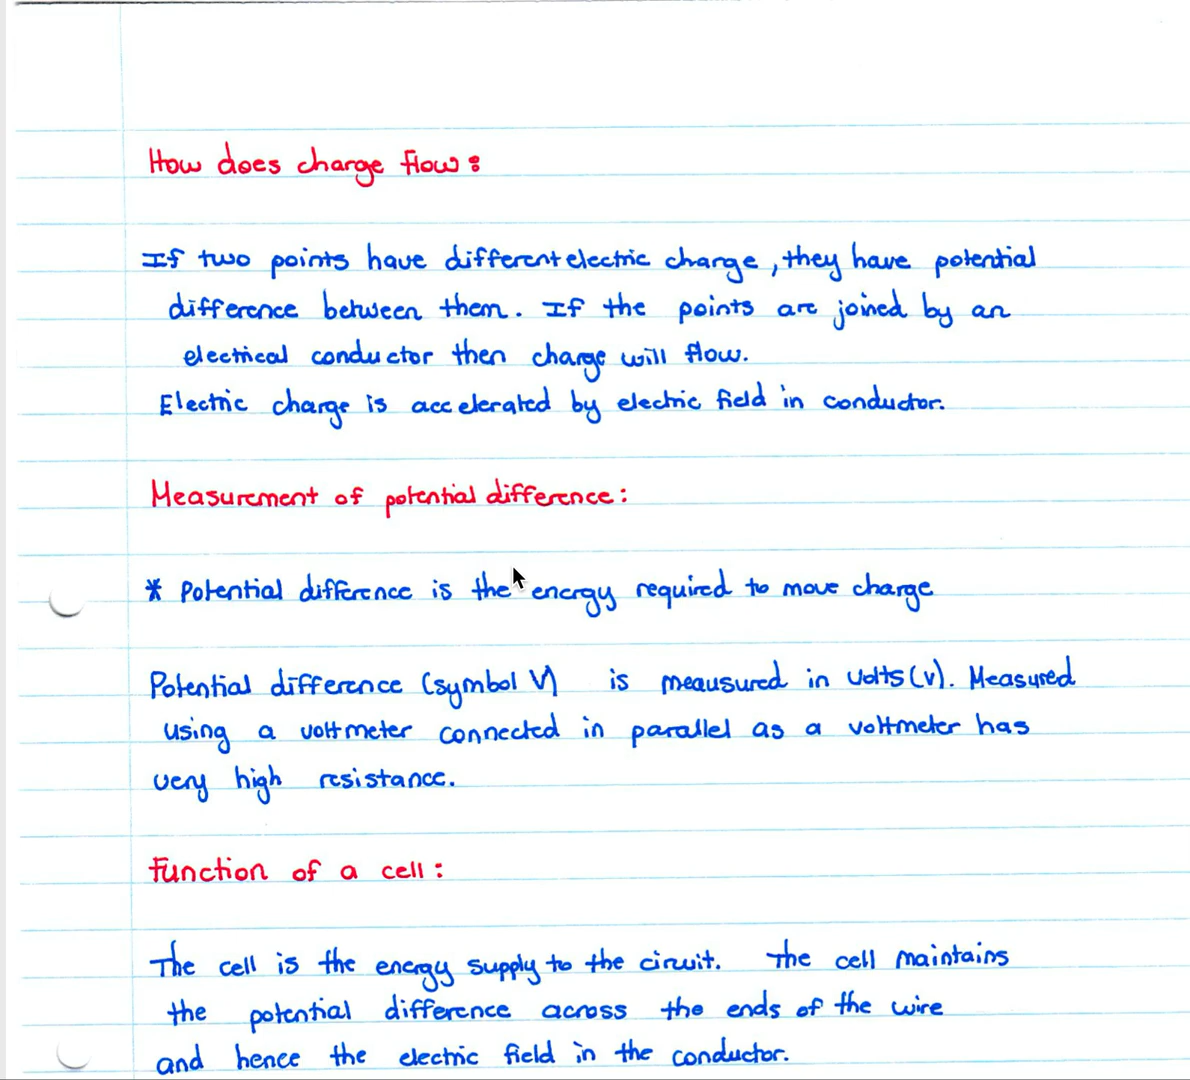 How does charge flow:
If two points have different electric charge, they have potential
difference between them. If the points are joined by an
electrical conductor then charge will flow.
Electric charge is accelerated by electric field in conductor.
Measurement of potential difference:
* Potential difference is the energy required to move charge
Potential difference (symbol V) is meausured in volts (v). Measured
using a voltmeter connected in parallel as a voltmeter has
very high resistance.
Function of a cell:
The cell is the energy supply to the circuit. The cell maintains
the potential difference across the ends of the wire
and hence the electric field in the conductor.